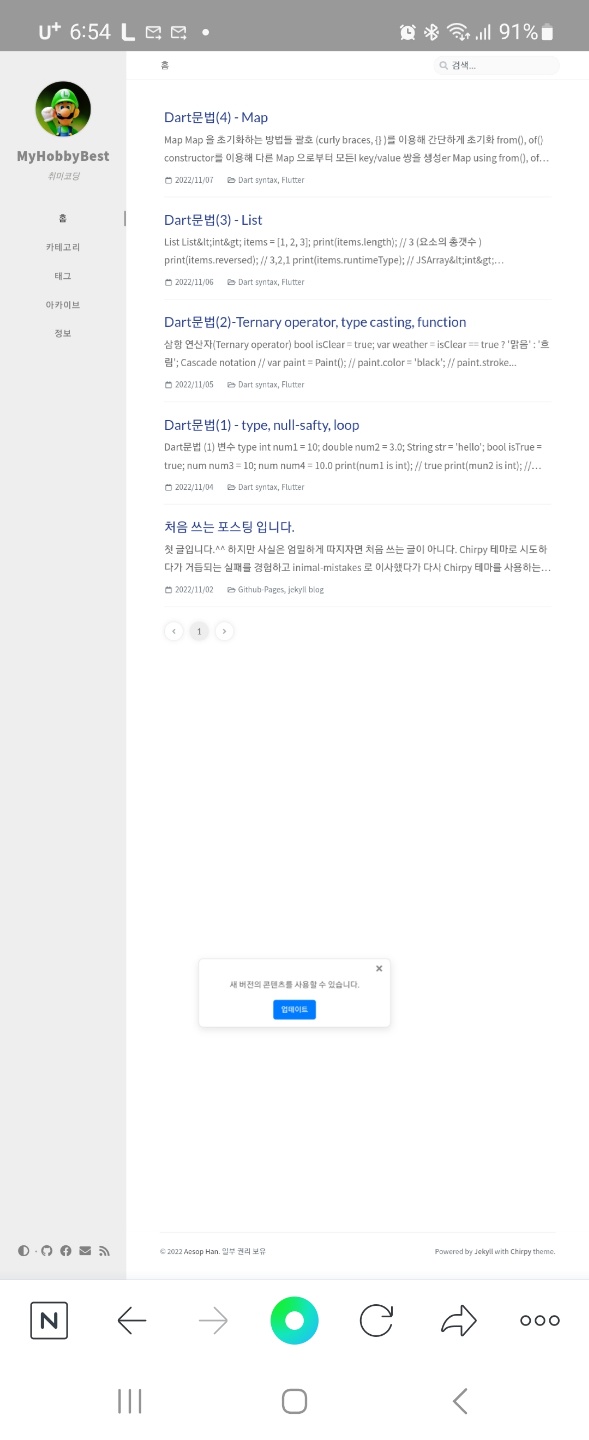 U+ 6:54 L 91%
홈
검색...
MyHobbyBest
취미코딩
홈
카테고리
태그
아카이브
정보
Dart문법(4) - Map
Map Map 을 초기화하는 방법들 괄호 (curly braces, {} )를 이용해 간단하게 초기화 from(), of()
constructor를 이용해 다른 Map 으로부터 모든l key/value 쌍을 생성er Map using from(), of...
2022/11/07 Dart syntax, Flutter
Dart문법(3) - List
List List&lt;int&gt; items = [1, 2, 3]; print(items.length); // 3 (요소의 총갯수 )
print(items.reversed); // 3,2,1 print(items.runtimeType); // JSArray&lt;int&gt;...
2022/11/06 Dart syntax, Flutter
Dart문법(2)-Ternary operator, type casting, function
삼항 연산자(Ternary operator) bool isClear = true; var weather = isClear == true ? '맑음' : '흐
림'; Cascade notation // var paint = Paint(); // paint.color = 'black'; // paint.stroke...
2022/11/05 Dart syntax, Flutter
Dart문법(1) - type, null-safty, loop
Dart문법 (1) 변수 type int num1 = 10; double num2 = 3.0; String str = 'hello'; bool isTrue =
true; num num3 = 10; num num4 = 10.0 print(num1 is int); // true print(mun2 is int); //...
2022/11/04 Dart syntax, Flutter
처음 쓰는 포스팅 입니다.
첫 글입니다.^^ 하지만 사실은 엄밀하게 따지자면 처음 쓰는 글이 아니다. Chirpy 테마로 시도하
다가 거듭되는 실패를 경험하고 inimal-mistakes 로 이사했다가 다시 Chirpy 테마를 사용하는...
2022/11/02 Github-Pages, jekyll blog
1
새 버전의 콘텐츠를 사용할 수 있습니다.
업데이트
© 2022 Aesop Han. 일부 권리 보유
Powered by Jekyll with Chirpy theme.
N